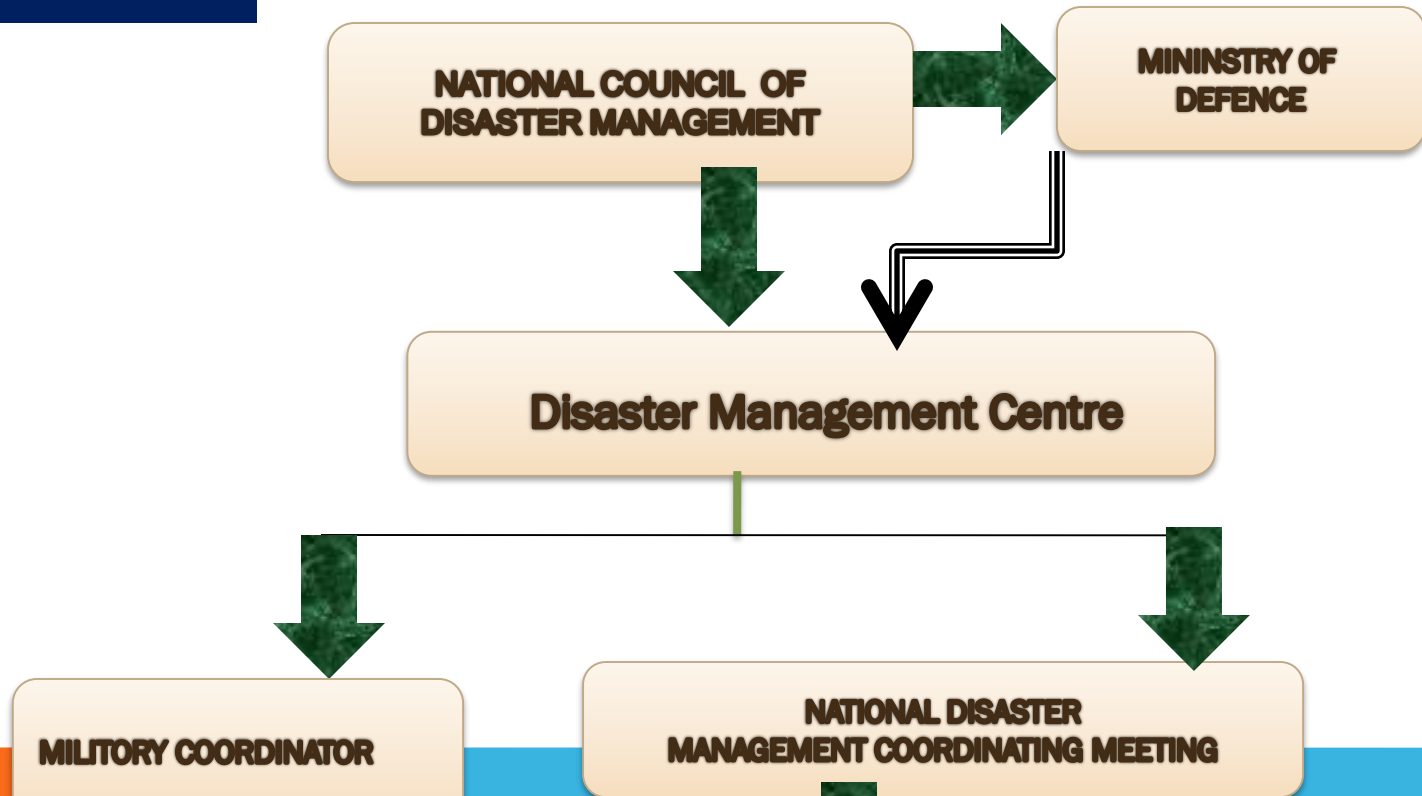 NATIONAL COUNCIL OF
DISASTER MANAGEMENT
MININSTRY OF
DEFENCE
Disaster Management Centre
MILITORY COORDINATOR
NATIONAL DISASTER
MANAGEMENT COORDINATING MEETING